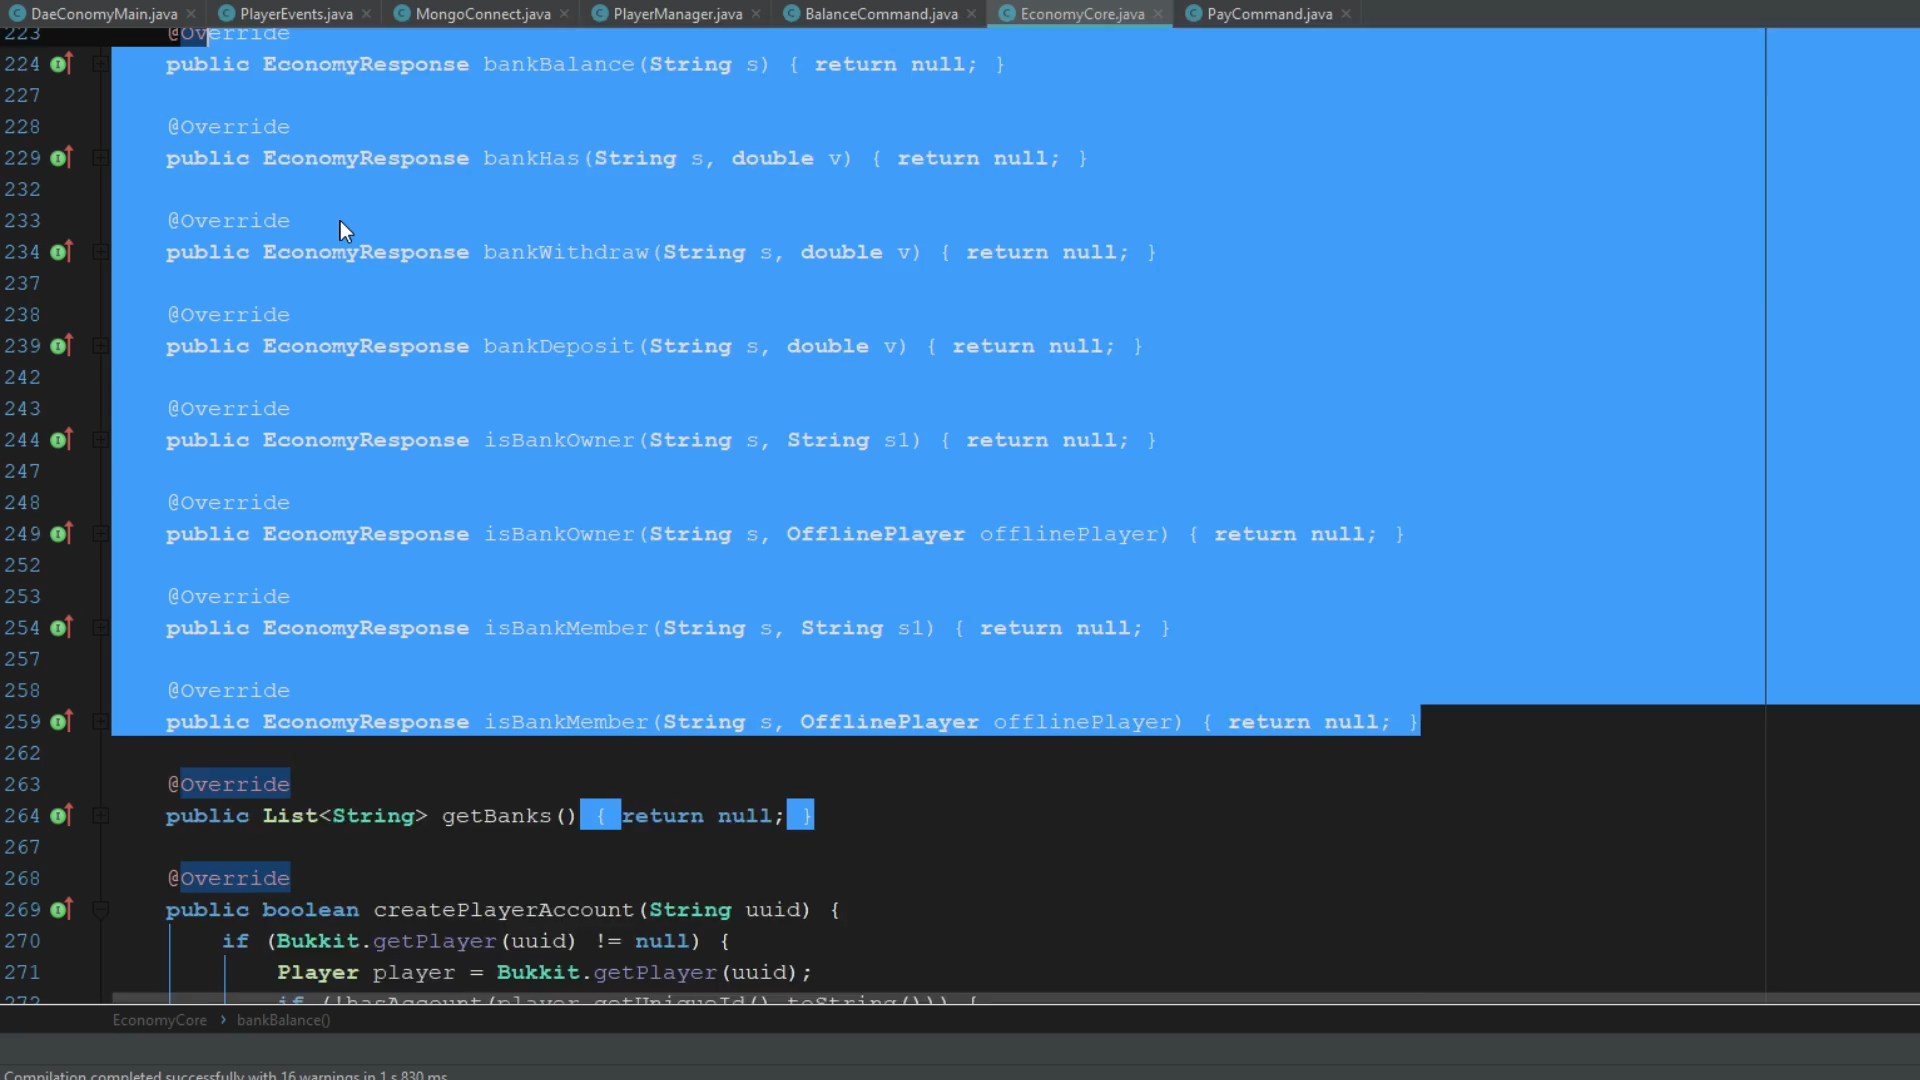 DaeConomyMain.java PlayerEvents.java MongoConnect.java PlayerManager.java BalanceCommand.java EconomyCore.java PayCommand.java
223 @Override
224 public EconomyResponse bankBalance(String s) { return null; }
227
228 @Override
229 public EconomyResponse bankHas(String s, double v) { return null; }
232
233 @Override
234 public EconomyResponse bankWithdraw(String s, double v) { return null; }
237
238 @Override
239 public EconomyResponse bankDeposit(String s, double v) { return null; }
242
243 @Override
244 public EconomyResponse isBankOwner(String s, String s1) { return null; }
247
248 @Override
249 public EconomyResponse isBankOwner(String s, OfflinePlayer offlinePlayer) { return null; }
252
253 @Override
254 public EconomyResponse isBankMember(String s, String s1) { return null; }
257
258 @Override
259 public EconomyResponse isBankMember(String s, OfflinePlayer offlinePlayer) { return null; }
262
263 @Override
264 public List<String> getBanks() { return null; }
267
268 @Override
269 public boolean createPlayerAccount(String uuid) {
270 if (Bukkit.getPlayer(uuid) != null) {
271 Player player = Bukkit.getPlayer(uuid);
272 if (!hasAccount(player.getUniqueId().toString())) {
EconomyCore › bankBalance()
Compilation completed successfully with 16 warnings in 1 s 830 ms